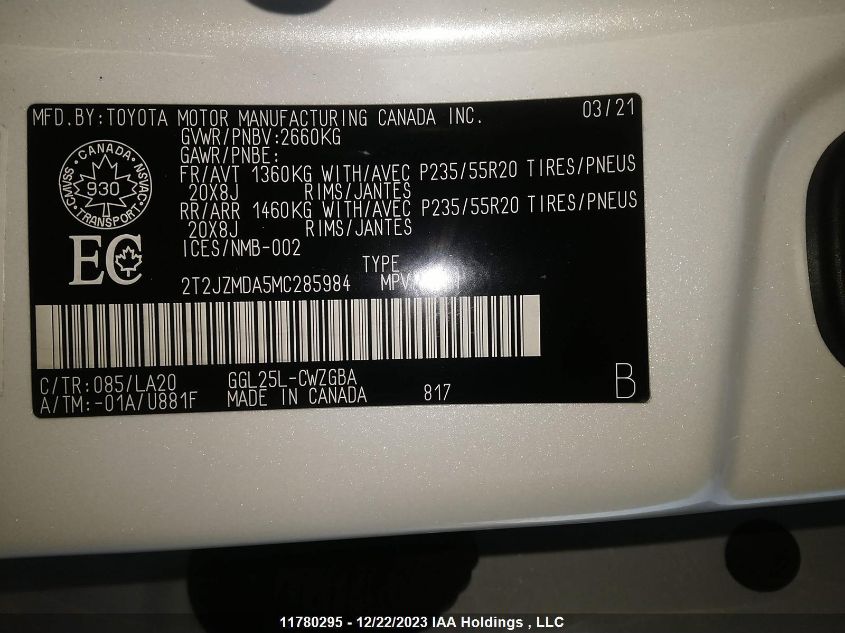 MFD.BY:TOYOTA MOTOR MANUFACTURING CANADA INC. 03/21
GVWR/PNBV:2660KG
GAWR/PNBE:
FR/AVT 1360KG WITH/AVEC P235/55R20 TIRES/PNEUS
20X8J RIMS/JANTES
RR/ARR 1460KG WITH/AVEC P235/55R20 TIRES/PNEUS
20X8J RIMS/JANTES
ICES/NMB-002
CANADA
CMVSS 930 NSVAC
TRANSPORT
EC
TYPE
2T2JZMDA5MC285984 MPV
C/TR:085/LA20 GGL25L-CWZGBA
A/TM:-01A/U881F MADE IN CANADA 817
B
11780295 - 12/22/2023 IAA Holdings , LLC